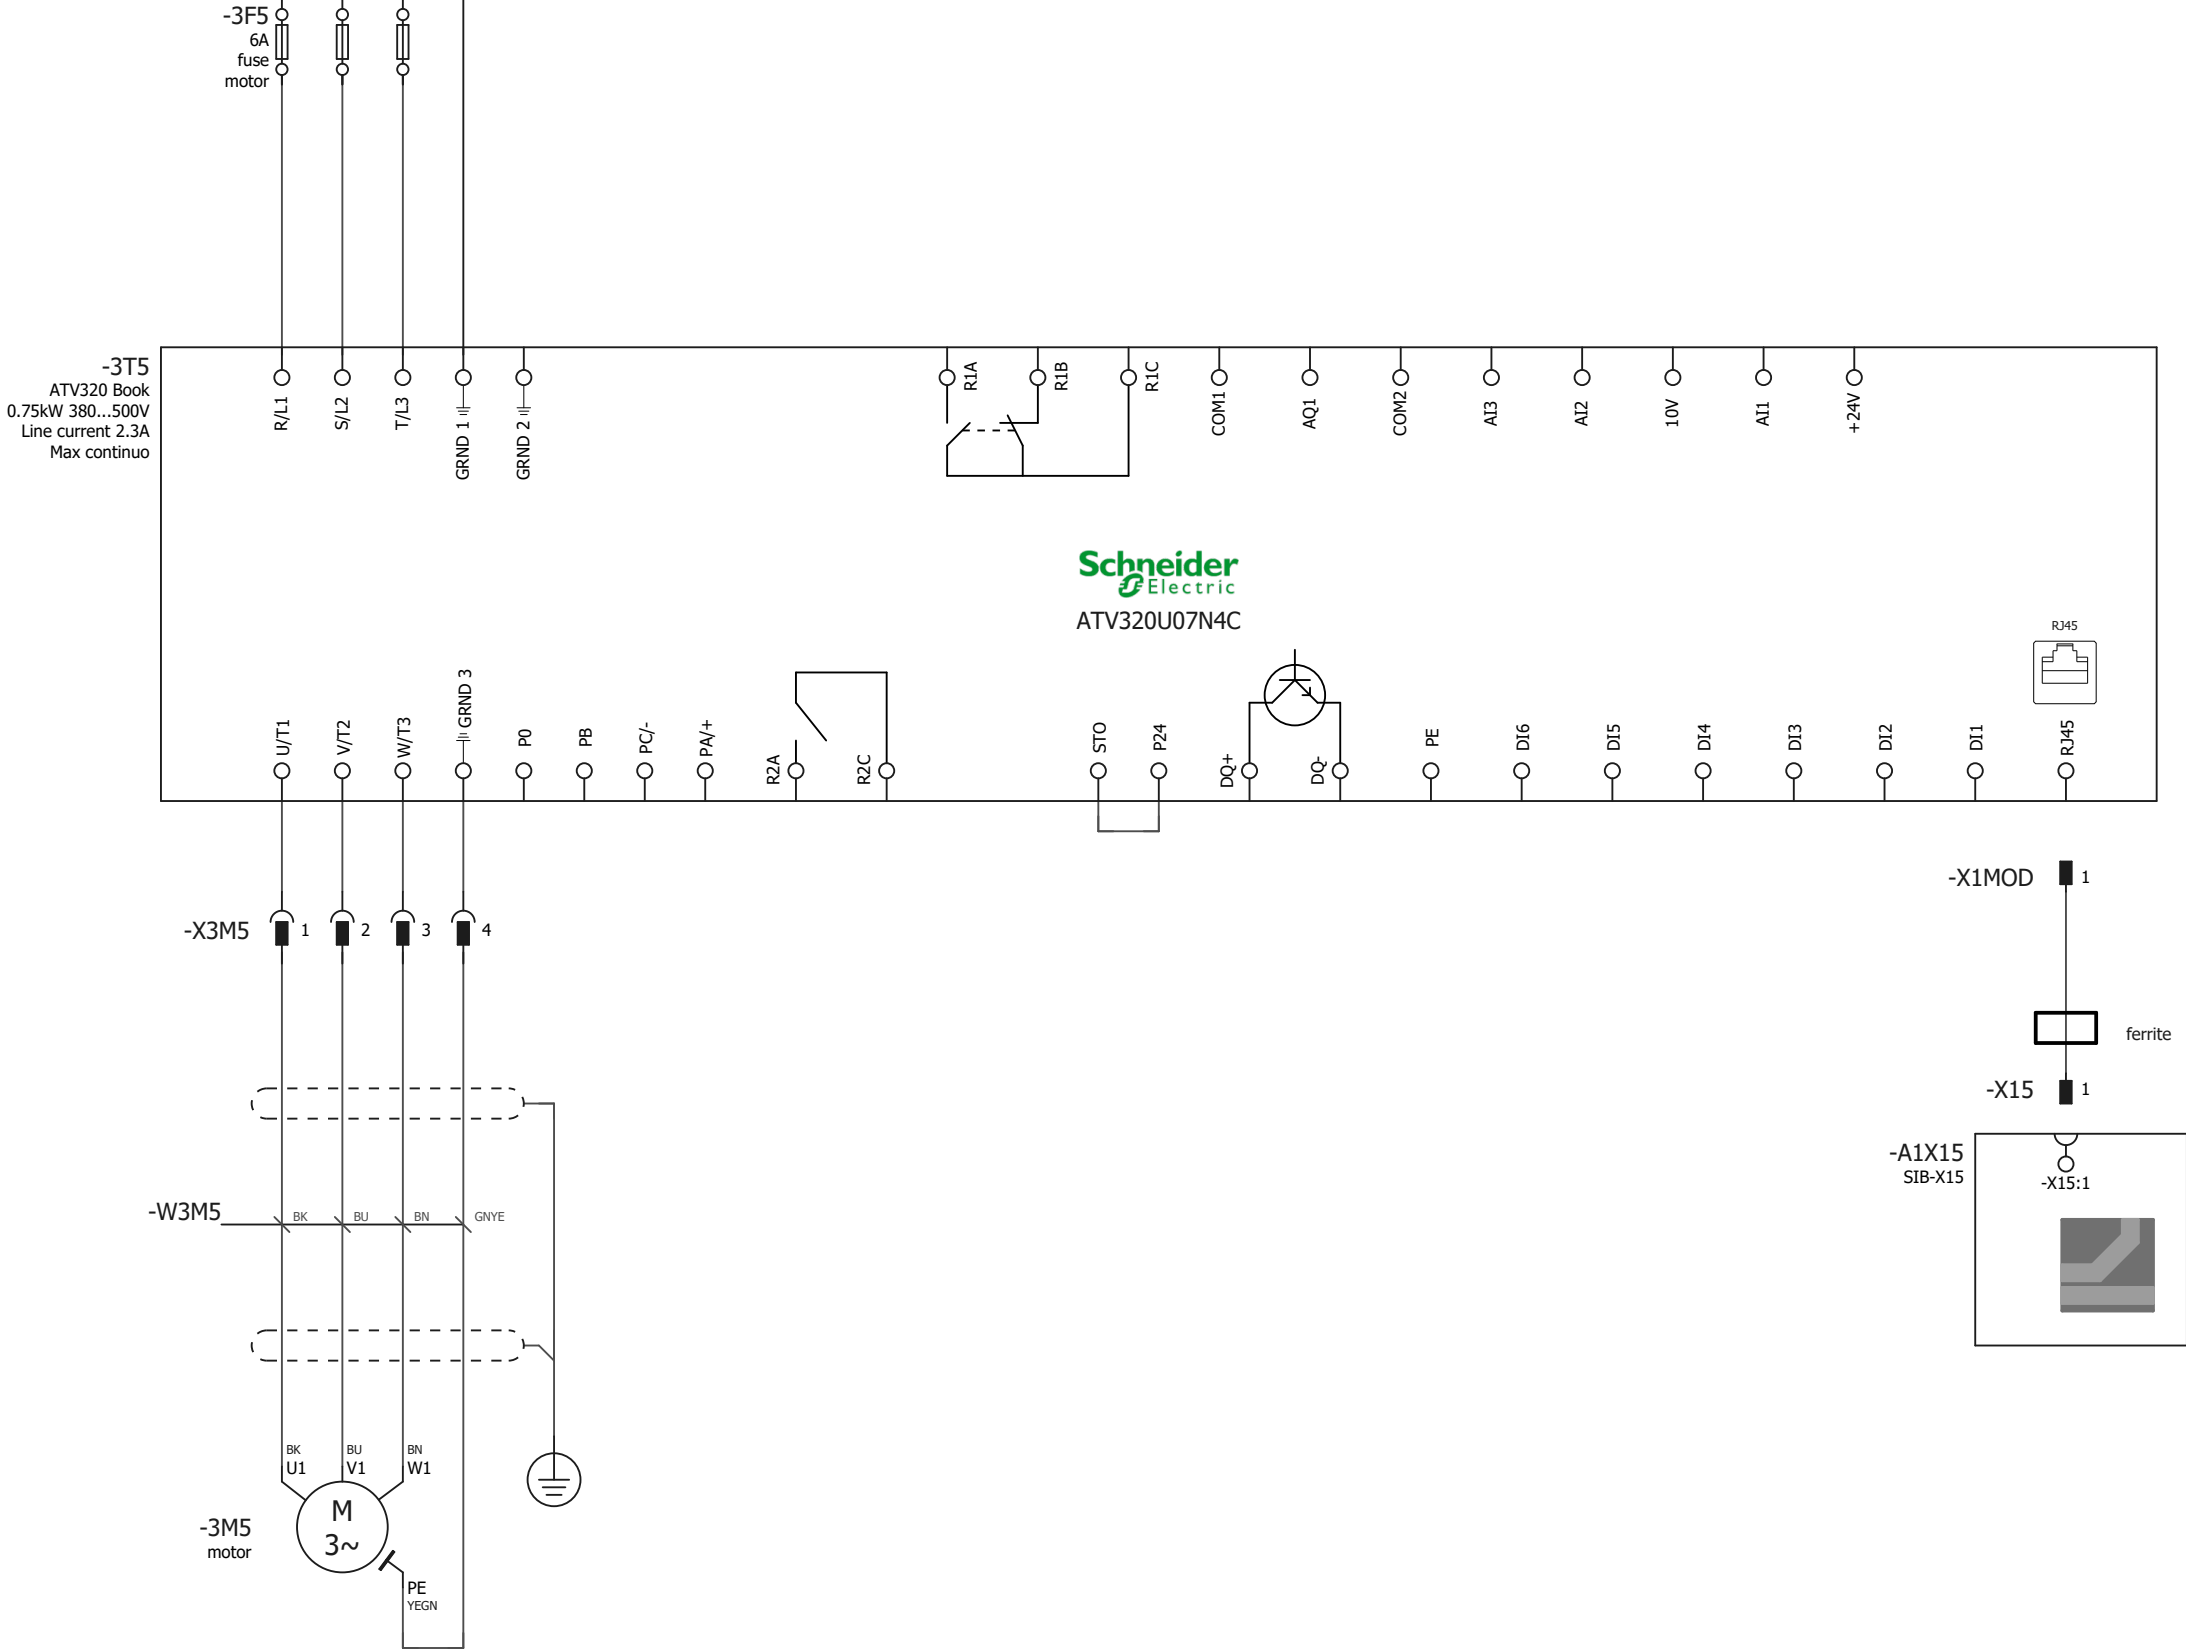 -3F5
6A
fuse
motor
-3T5
ATV320 Book
0.75kW 380...500V
Line current 2.3A
Max continuo
R/L1
S/L2
T/L3
GRND 1
GRND 2
R1A
R1B
R1C
COM1
AQ1
COM2
AI3
AI2
10V
AI1
+24V
Schneider
Electric
ATV320U07N4C
RJ45
U/T1
V/T2
W/T3
GRND 3
P0
PB
PC/-
PA/+
R2A
R2C
STO
P24
DQ+
DQ-
PE
DI6
DI5
DI4
DI3
DI2
DI1
RJ45
-X1MOD
1
-X3M5
1
2
3
4
ferrite
-X15
1
-A1X15
SIB-X15
-X15:1
-W3M5
BK
BU
BN
GNYE
BK
U1
BU
V1
BN
W1
-3M5
motor
M
3~
PE
YEGN